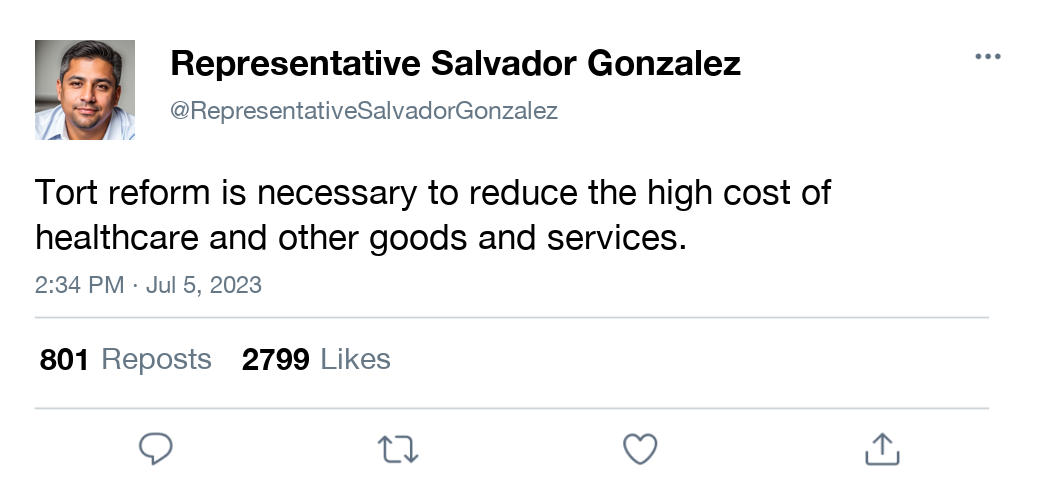 Representative Salvador Gonzalez
@RepresentativeSalvadorGonzalez
Tort reform is necessary to reduce the high cost of
healthcare and other goods and services.
2:34 PM · Jul 5, 2023
801 Reposts 2799 Likes